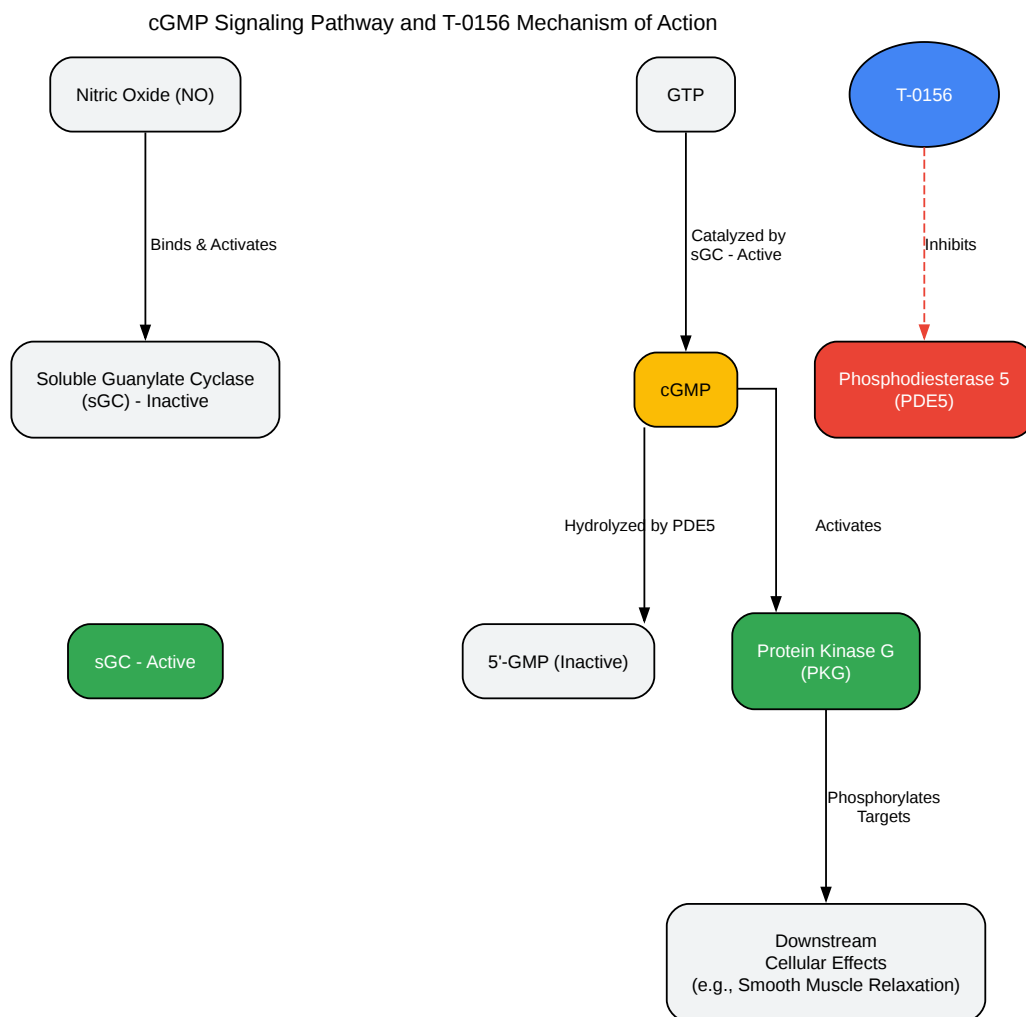 cGMP Signaling Pathway and T-0156 Mechanism of Action
Nitric Oxide (NO)
GTP
T-0156
Binds & Activates
Catalyzed by
sGC - Active
Inhibits
Soluble Guanylate Cyclase
(sGC) - Inactive
cGMP
Phosphodiesterase 5
(PDE5)
Hydrolyzed by PDE5
Activates
sGC - Active
5'-GMP (Inactive)
Protein Kinase G
(PKG)
Phosphorylates
Targets
Downstream
Cellular Effects
(e.g., Smooth Muscle Relaxation)